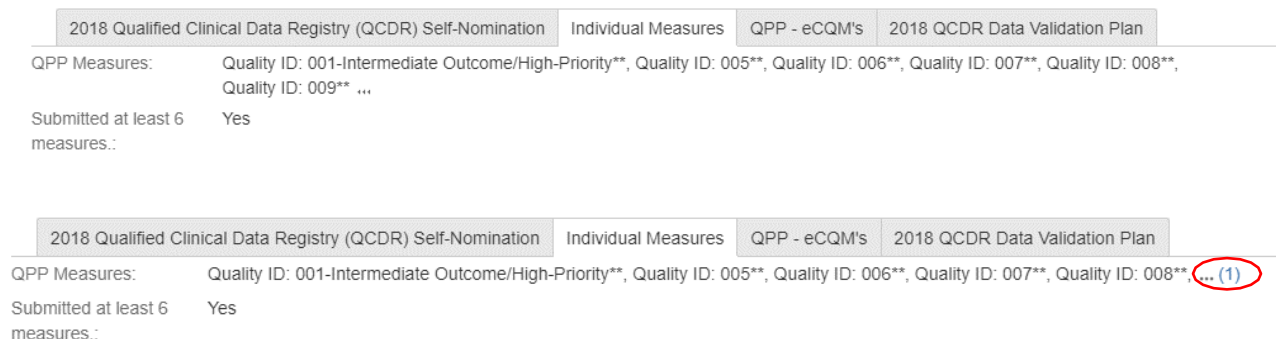 2018 Qualified Clinical Data Registry (QCDR) Self-Nomination Individual Measures QPP - eCQM's 2018 QCDR Data Validation Plan
QPP Measures: Quality ID: 001-Intermediate Outcome/High-Priority**, Quality ID: 005**, Quality ID: 006**, Quality ID: 007**, Quality ID: 008**,
Quality ID: 009** ...
Submitted at least 6 Yes
measures.:
2018 Qualified Clinical Data Registry (QCDR) Self-Nomination Individual Measures QPP - eCQM's 2018 QCDR Data Validation Plan
QPP Measures: Quality ID: 001-Intermediate Outcome/High-Priority**, Quality ID: 005**, Quality ID: 006**, Quality ID: 007**, Quality ID: 008**, ... (1)
Submitted at least 6 Yes
measures.: